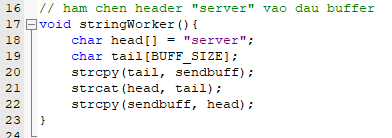 16 // ham chen header "server" vao dau buffer
17 void stringWorker(){
18 char head[] = "server";
19 char tail[BUFF_SIZE];
20 strcpy(tail, sendbuff);
21 strcat(head, tail);
22 strcpy(sendbuff, head);
23 }
24